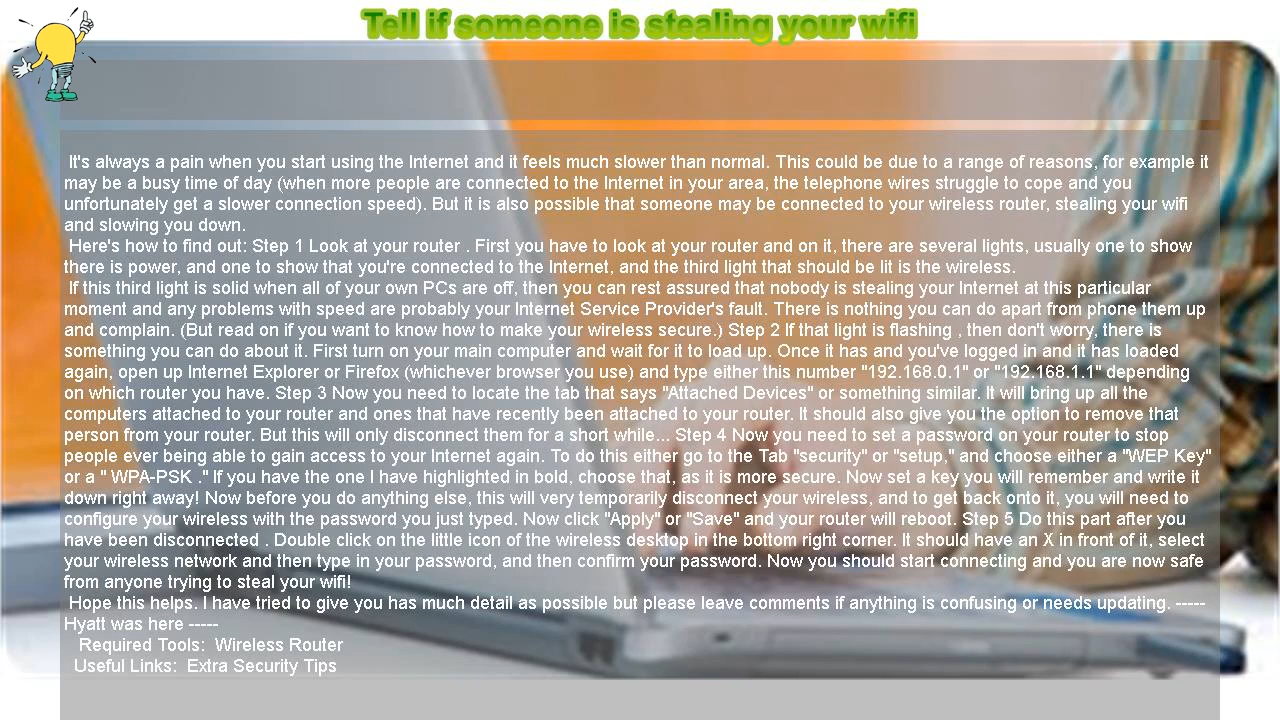 Tell if someone is stealing your wifi
It's always a pain when you start using the Internet and it feels much slower than normal. This could be due to a range of reasons, for example it
may be a busy time of day (when more people are connected to the Internet in your area, the telephone wires struggle to cope and you
unfortunately get a slower connection speed). But it is also possible that someone may be connected to your wireless router, stealing your wifi
and slowing you down.
Here's how to find out: Step 1 Look at your router . First you have to look at your router and on it, there are several lights, usually one to show
there is power, and one to show that you're connected to the Internet, and the third light that should be lit is the wireless.
If this third light is solid when all of your own PCs are off, then you can rest assured that nobody is stealing your Internet at this particular
moment and any problems with speed are probably your Internet Service Provider's fault. There is nothing you can do apart from phone them up
and complain. (But read on if you want to know how to make your wireless secure.) Step 2 If that light is flashing , then don't worry, there is
something you can do about it. First turn on your main computer and wait for it to load up. Once it has and you've logged in and it has loaded
again, open up Internet Explorer or Firefox (whichever browser you use) and type either this number "192.168.0.1" or "192.168.1.1" depending
on which router you have. Step 3 Now you need to locate the tab that says "Attached Devices" or something similar. It will bring up all the
computers attached to your router and ones that have recently been attached to your router. It should also give you the option to remove that
person from your router. But this will only disconnect them for a short while... Step 4 Now you need to set a password on your router to stop
people ever being able to gain access to your Internet again. To do this either go to the Tab "security" or "setup," and choose either a "WEP Key"
or a " WPA-PSK ." If you have the one I have highlighted in bold, choose that, as it is more secure. Now set a key you will remember and write it
down right away! Now before you do anything else, this will very temporarily disconnect your wireless, and to get back onto it, you will need to
configure your wireless with the password you just typed. Now click "Apply" or "Save" and your router will reboot. Step 5 Do this part after you
have been disconnected . Double click on the little icon of the wireless desktop in the bottom right corner. It should have an X in front of it, select
your wireless network and then type in your password, and then confirm your password. Now you should start connecting and you are now safe
from anyone trying to steal your wifi!
Hope this helps. I have tried to give you has much detail as possible but please leave comments if anything is confusing or needs updating. -----
Hyatt was here -----
Required Tools:  Wireless Router
Useful Links:  Extra Security Tips